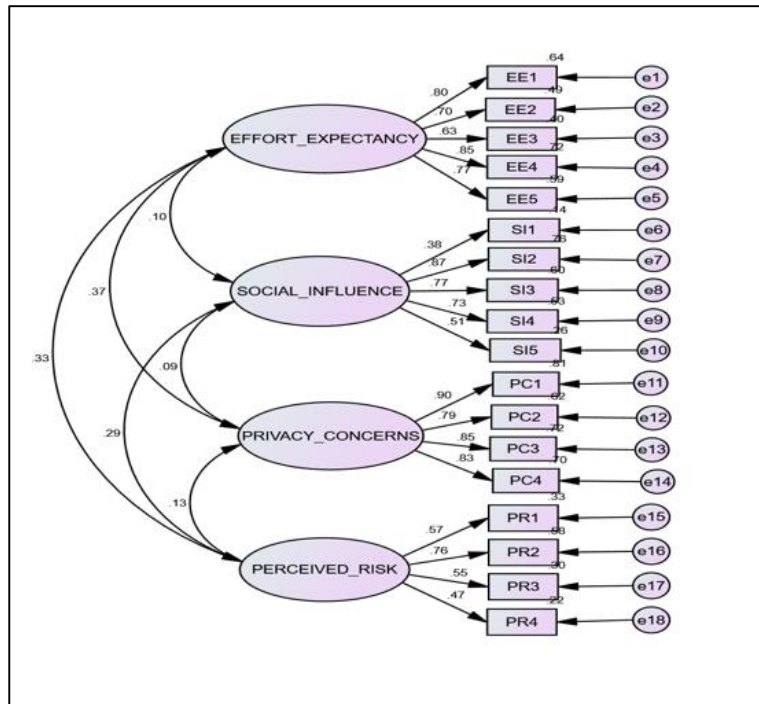 .64
.80
EE1
e1
.49
.70
EE2
e2
.40
EFFORT_EXPECTANCY
.63
EE3
e3
.72
.85
EE4
e4
.59
.77
EE5
e5
.14
.10
.38
SI1
e6
.76
.87
SI2
e7
.60
SOCIAL_INFLUENCE
.77
SI3
e8
.53
.37
.73
SI4
e9
.26
.51
SI5
e10
.81
.33
.09
.90
PC1
e11
.62
.79
PC2
e12
.72
.29
PRIVACY_CONCERNS
.85
PC3
e13
.70
.83
PC4
e14
.33
.13
.57
PR1
e15
.58
.76
PR2
e16
.30
PERCEIVED_RISK
.55
PR3
e17
.22
.47
PR4
e18